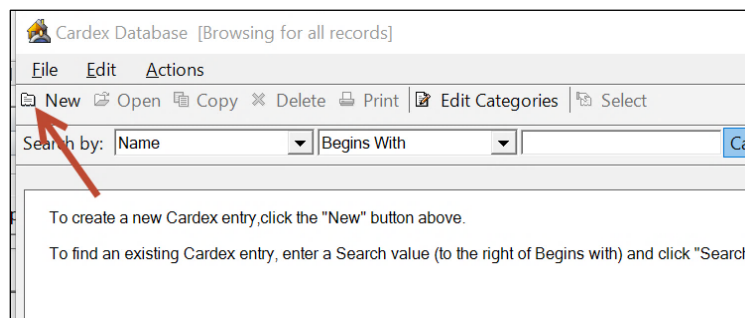 Cardex Database [Browsing for all records]
File Edit Actions
New Open Copy Delete Print Edit Categories Select
Search by: Name Begins With
To create a new Cardex entry,click the "New" button above.
To find an existing Cardex entry, enter a Search value (to the right of Begins with) and click "Search